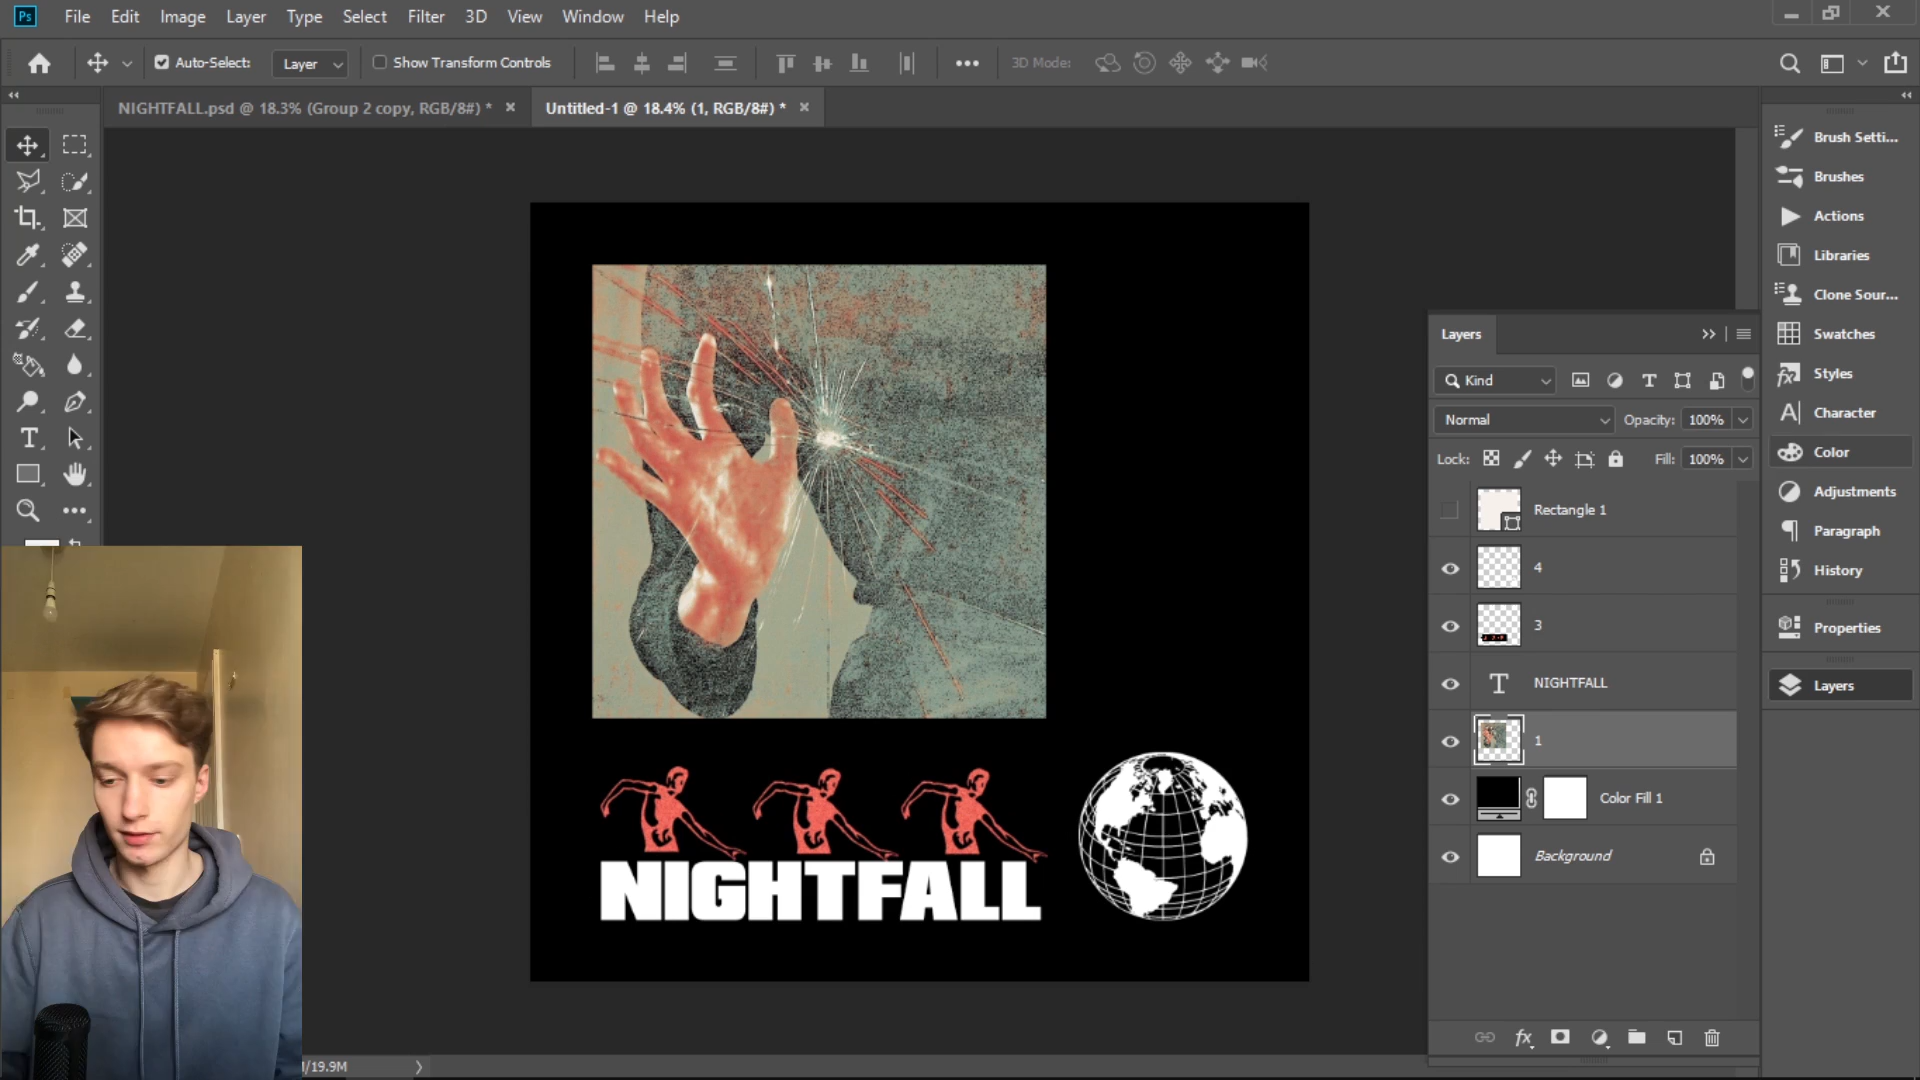 Ps File Edit Image Layer Type Select Filter 3D View Window Help
Auto-Select: Layer Show Transform Controls 3D Mode:
NIGHTFALL.psd @ 18.3% (Group 2 copy, RGB/8#) * Untitled-1 @ 18.4% (1, RGB/8#) *
Brush Setti...
Brushes
Actions
Libraries
Clone Sour...
Swatches
Styles
Character
Color
Adjustments
Paragraph
History
Properties
Layers
Layers
Kind
Normal Opacity: 100%
Lock: Fill: 100%
Rectangle 1
4
3
NIGHTFALL
1
Color Fill 1
Background
NIGHTFALL
/19.9M